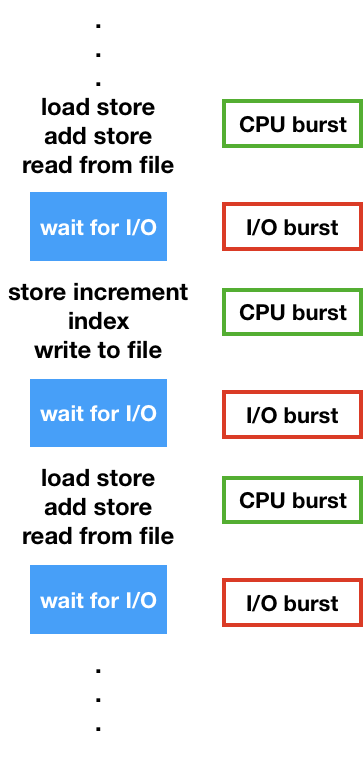 .
.
.
load store
add store
read from file
CPU burst
wait for I/O
I/O burst
store increment
index
write to file
CPU burst
wait for I/O
I/O burst
load store
add store
read from file
CPU burst
wait for I/O
I/O burst
.
.
.